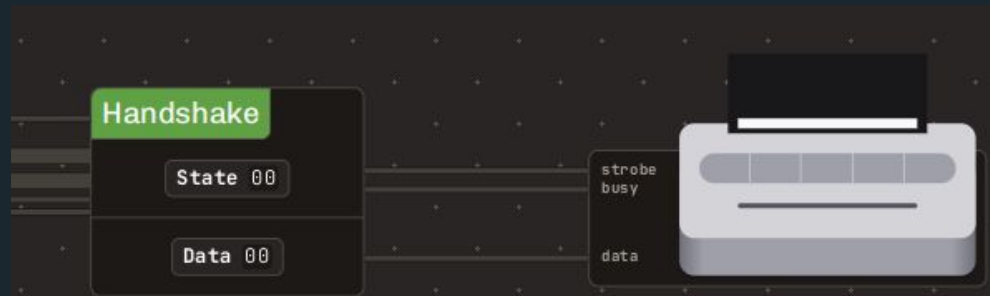 Handshake
State 00
Data 00
strobe
busy
data